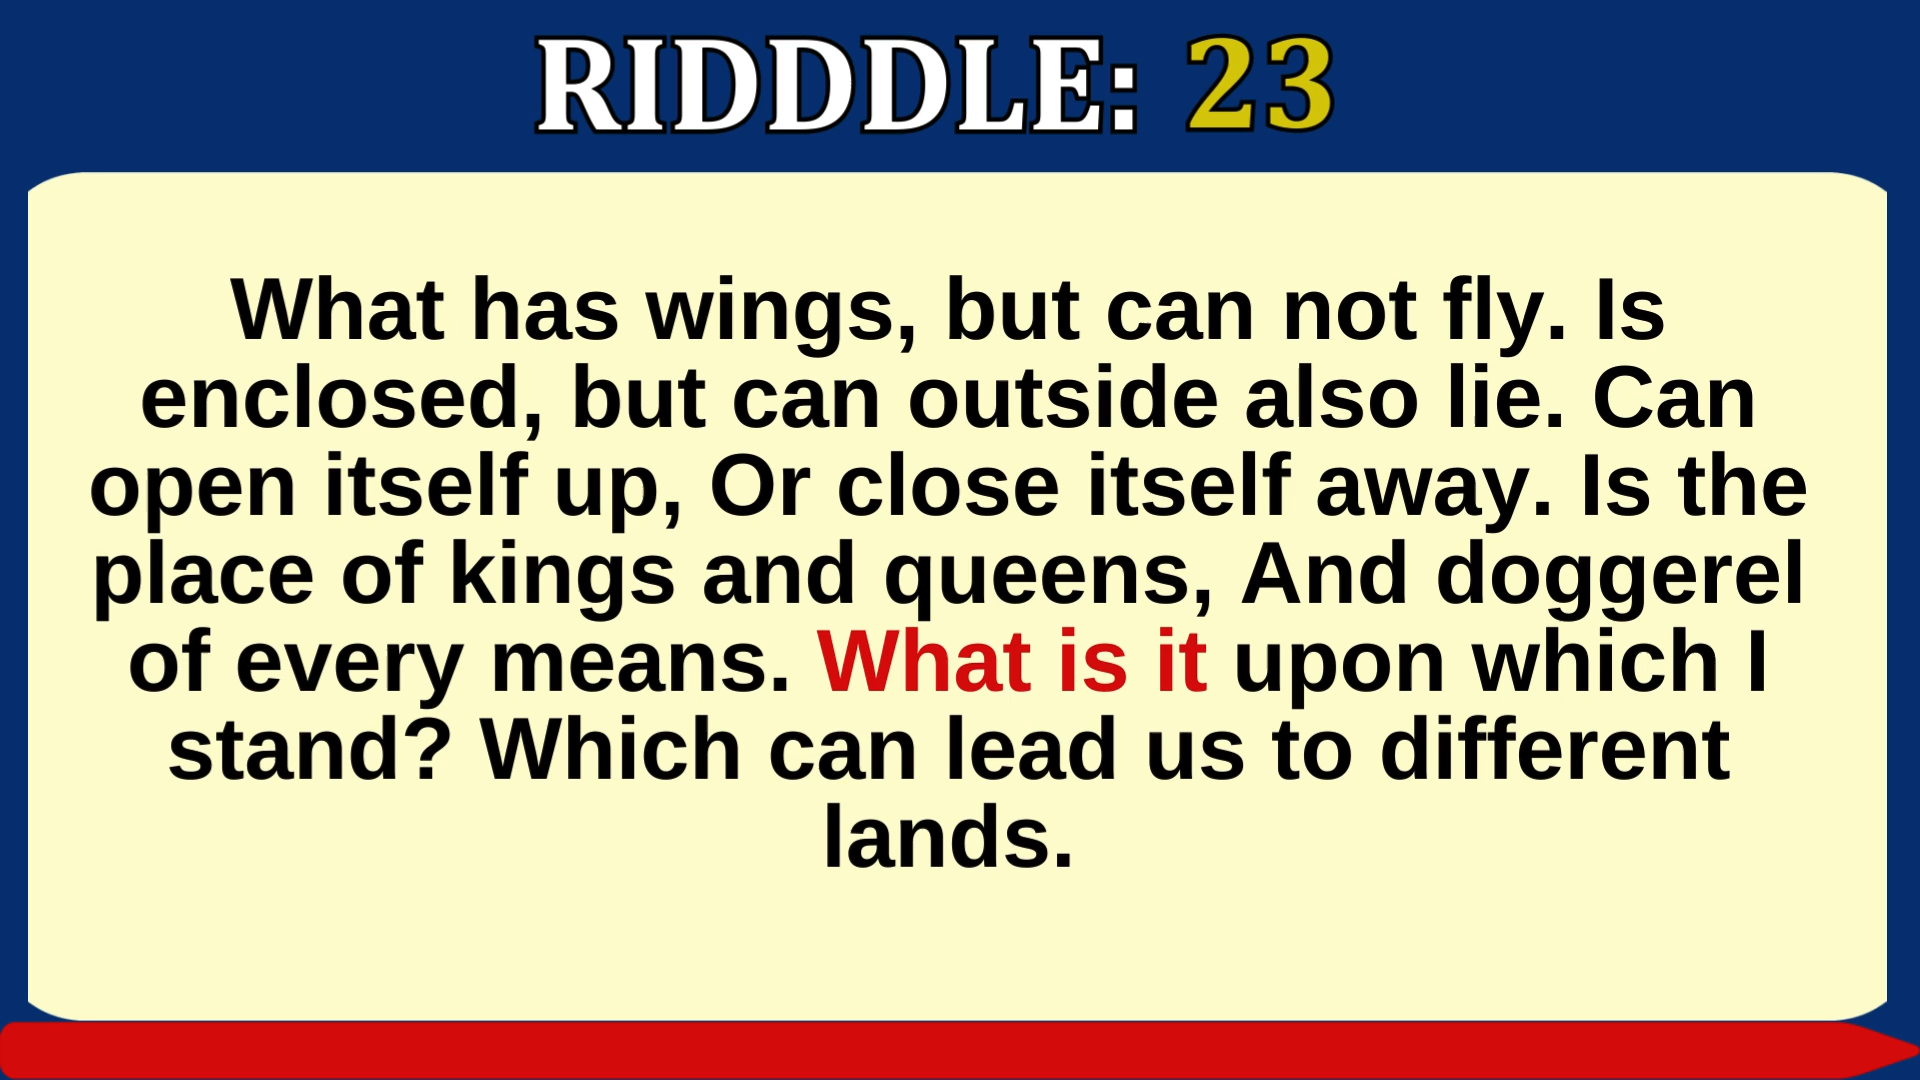 RIDDDLE: 23
What has wings, but can not fly. Is
enclosed, but can outside also lie. Can
open itself up, Or close itself away. Is the
place of kings and queens, And doggerel
of every means. What is it upon which I
stand? Which can lead us to different
lands.